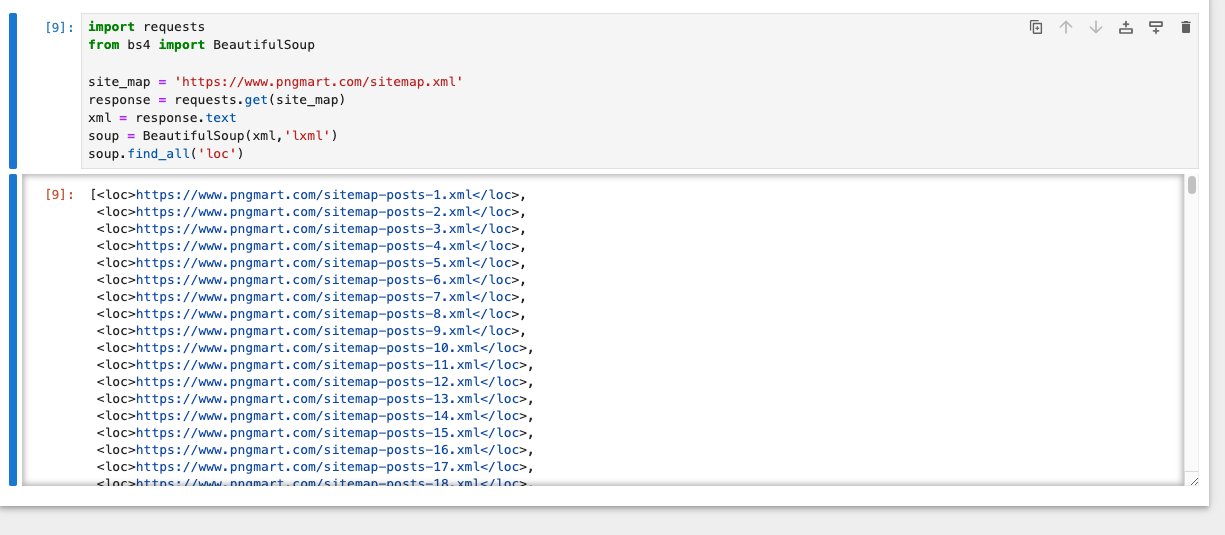 [9]: import requests
from bs4 import BeautifulSoup
site_map = 'https://www.pngmart.com/sitemap.xml'
response = requests.get(site_map)
xml = response.text
soup = BeautifulSoup(xml,'lxml')
soup.find_all('loc')
[9]: [<loc>https://www.pngmart.com/sitemap-posts-1.xml</loc>,
<loc>https://www.pngmart.com/sitemap-posts-2.xml</loc>,
<loc>https://www.pngmart.com/sitemap-posts-3.xml</loc>,
<loc>https://www.pngmart.com/sitemap-posts-4.xml</loc>,
<loc>https://www.pngmart.com/sitemap-posts-5.xml</loc>,
<loc>https://www.pngmart.com/sitemap-posts-6.xml</loc>,
<loc>https://www.pngmart.com/sitemap-posts-7.xml</loc>,
<loc>https://www.pngmart.com/sitemap-posts-8.xml</loc>,
<loc>https://www.pngmart.com/sitemap-posts-9.xml</loc>,
<loc>https://www.pngmart.com/sitemap-posts-10.xml</loc>,
<loc>https://www.pngmart.com/sitemap-posts-11.xml</loc>,
<loc>https://www.pngmart.com/sitemap-posts-12.xml</loc>,
<loc>https://www.pngmart.com/sitemap-posts-13.xml</loc>,
<loc>https://www.pngmart.com/sitemap-posts-14.xml</loc>,
<loc>https://www.pngmart.com/sitemap-posts-15.xml</loc>,
<loc>https://www.pngmart.com/sitemap-posts-16.xml</loc>,
<loc>https://www.pngmart.com/sitemap-posts-17.xml</loc>,
<loc>https://www.pngmart.com/sitemap-posts-18.xml</loc>,